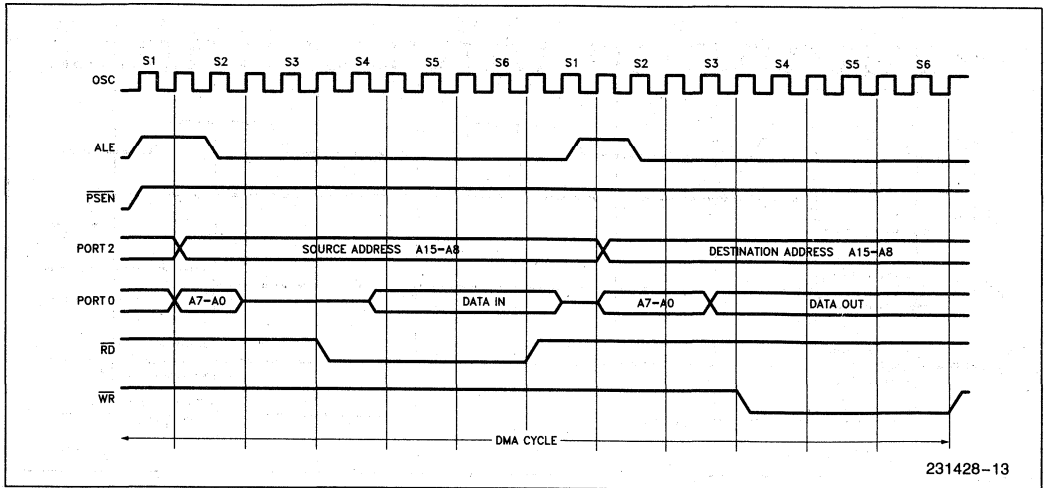 S1 S2 S3 S4 S5 S6 S1 S2 S3 S4 S5 S6
OSC
ALE
PSEN
PORT 2 SOURCE ADDRESS A15-A8 DESTINATION ADDRESS A15-A8
PORT 0 A7-A0 DATA IN A7-A0 DATA OUT
RD
WR
DMA CYCLE
231428-13